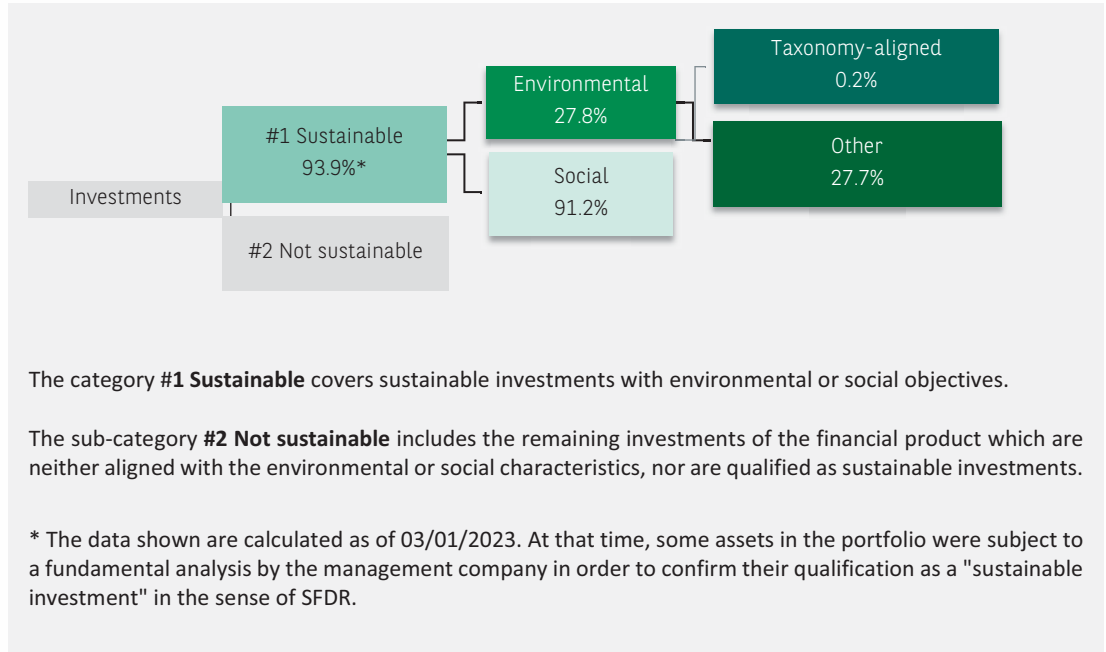 Taxonomy-aligned
0.2%
Environmental
27.8%
#1 Sustainable
93.9%*
Other
27.7%
Social
91.2%
Investments
#2 Not sustainable
The category #1 Sustainable covers sustainable investments with environmental or social objectives.
The sub-category #2 Not sustainable includes the remaining investments of the financial product which are
neither aligned with the environmental or social characteristics, nor are qualified as sustainable investments.
* The data shown are calculated as of 03/01/2023. At that time, some assets in the portfolio were subject to
a fundamental analysis by the management company in order to confirm their qualification as a "sustainable
investment" in the sense of SFDR.